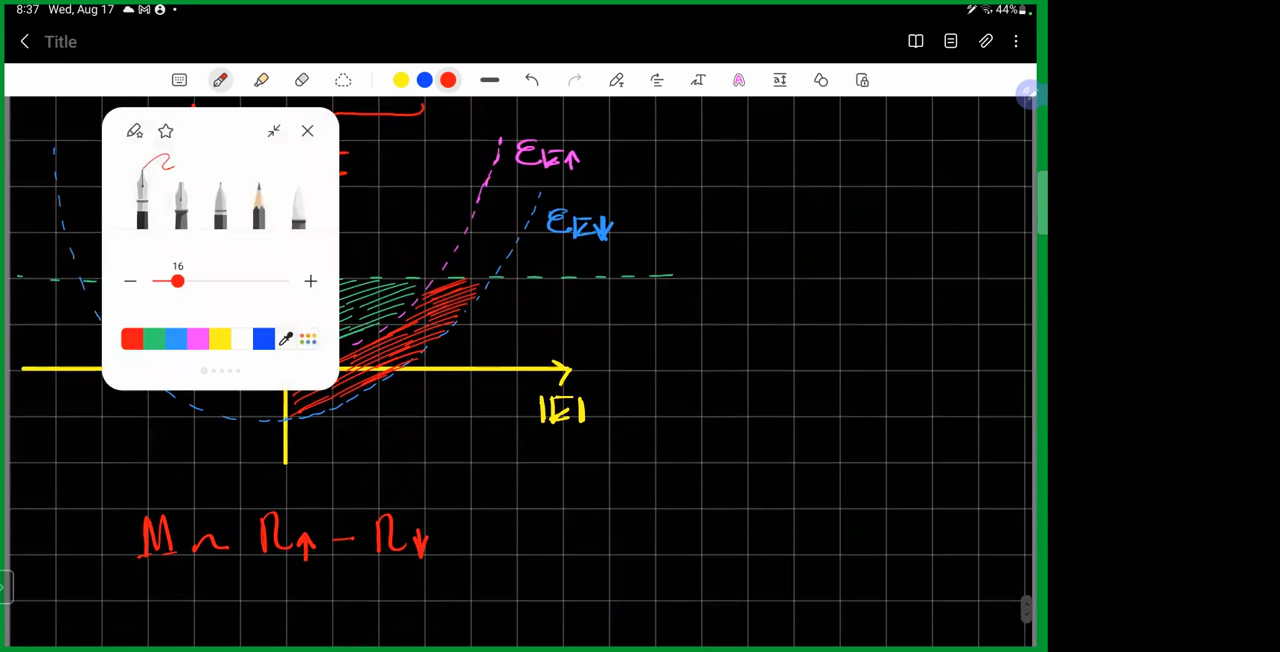 8:37 Wed, Aug 17
44%
Title
ε_k↑
ε_k↓
16
|k|
M ~ n↑ - n↓